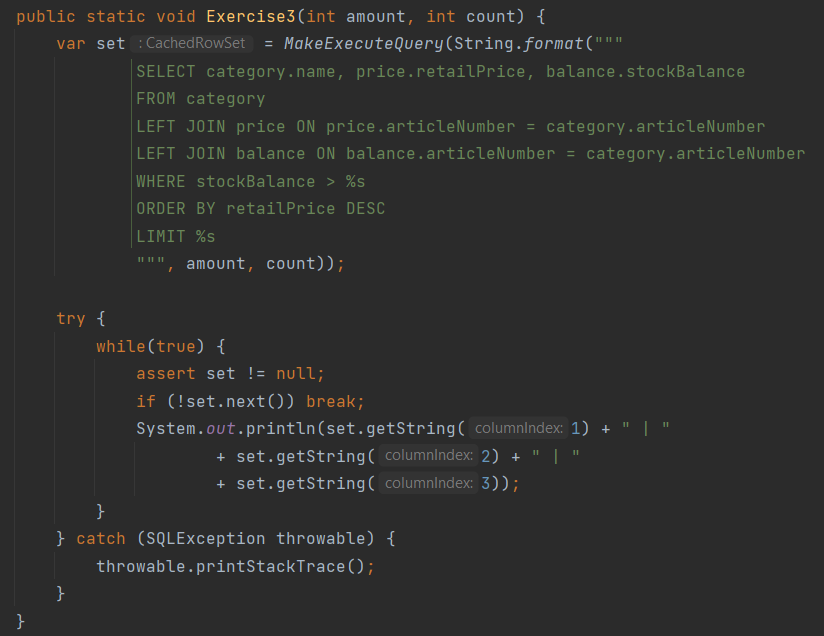 public static void Exercise3(int amount, int count) {
    var set : CachedRowSet = MakeExecuteQuery(String.format("""
            SELECT category.name, price.retailPrice, balance.stockBalance
            FROM category
            LEFT JOIN price ON price.articleNumber = category.articleNumber
            LEFT JOIN balance ON balance.articleNumber = category.articleNumber
            WHERE stockBalance > %s
            ORDER BY retailPrice DESC
            LIMIT %s
            """, amount, count));

    try {
        while(true) {
            assert set != null;
            if (!set.next()) break;
            System.out.println(set.getString( columnIndex: 1) + " | "
                    + set.getString( columnIndex: 2) + " | "
                    + set.getString( columnIndex: 3));
        }
    } catch (SQLException throwable) {
        throwable.printStackTrace();
    }
}